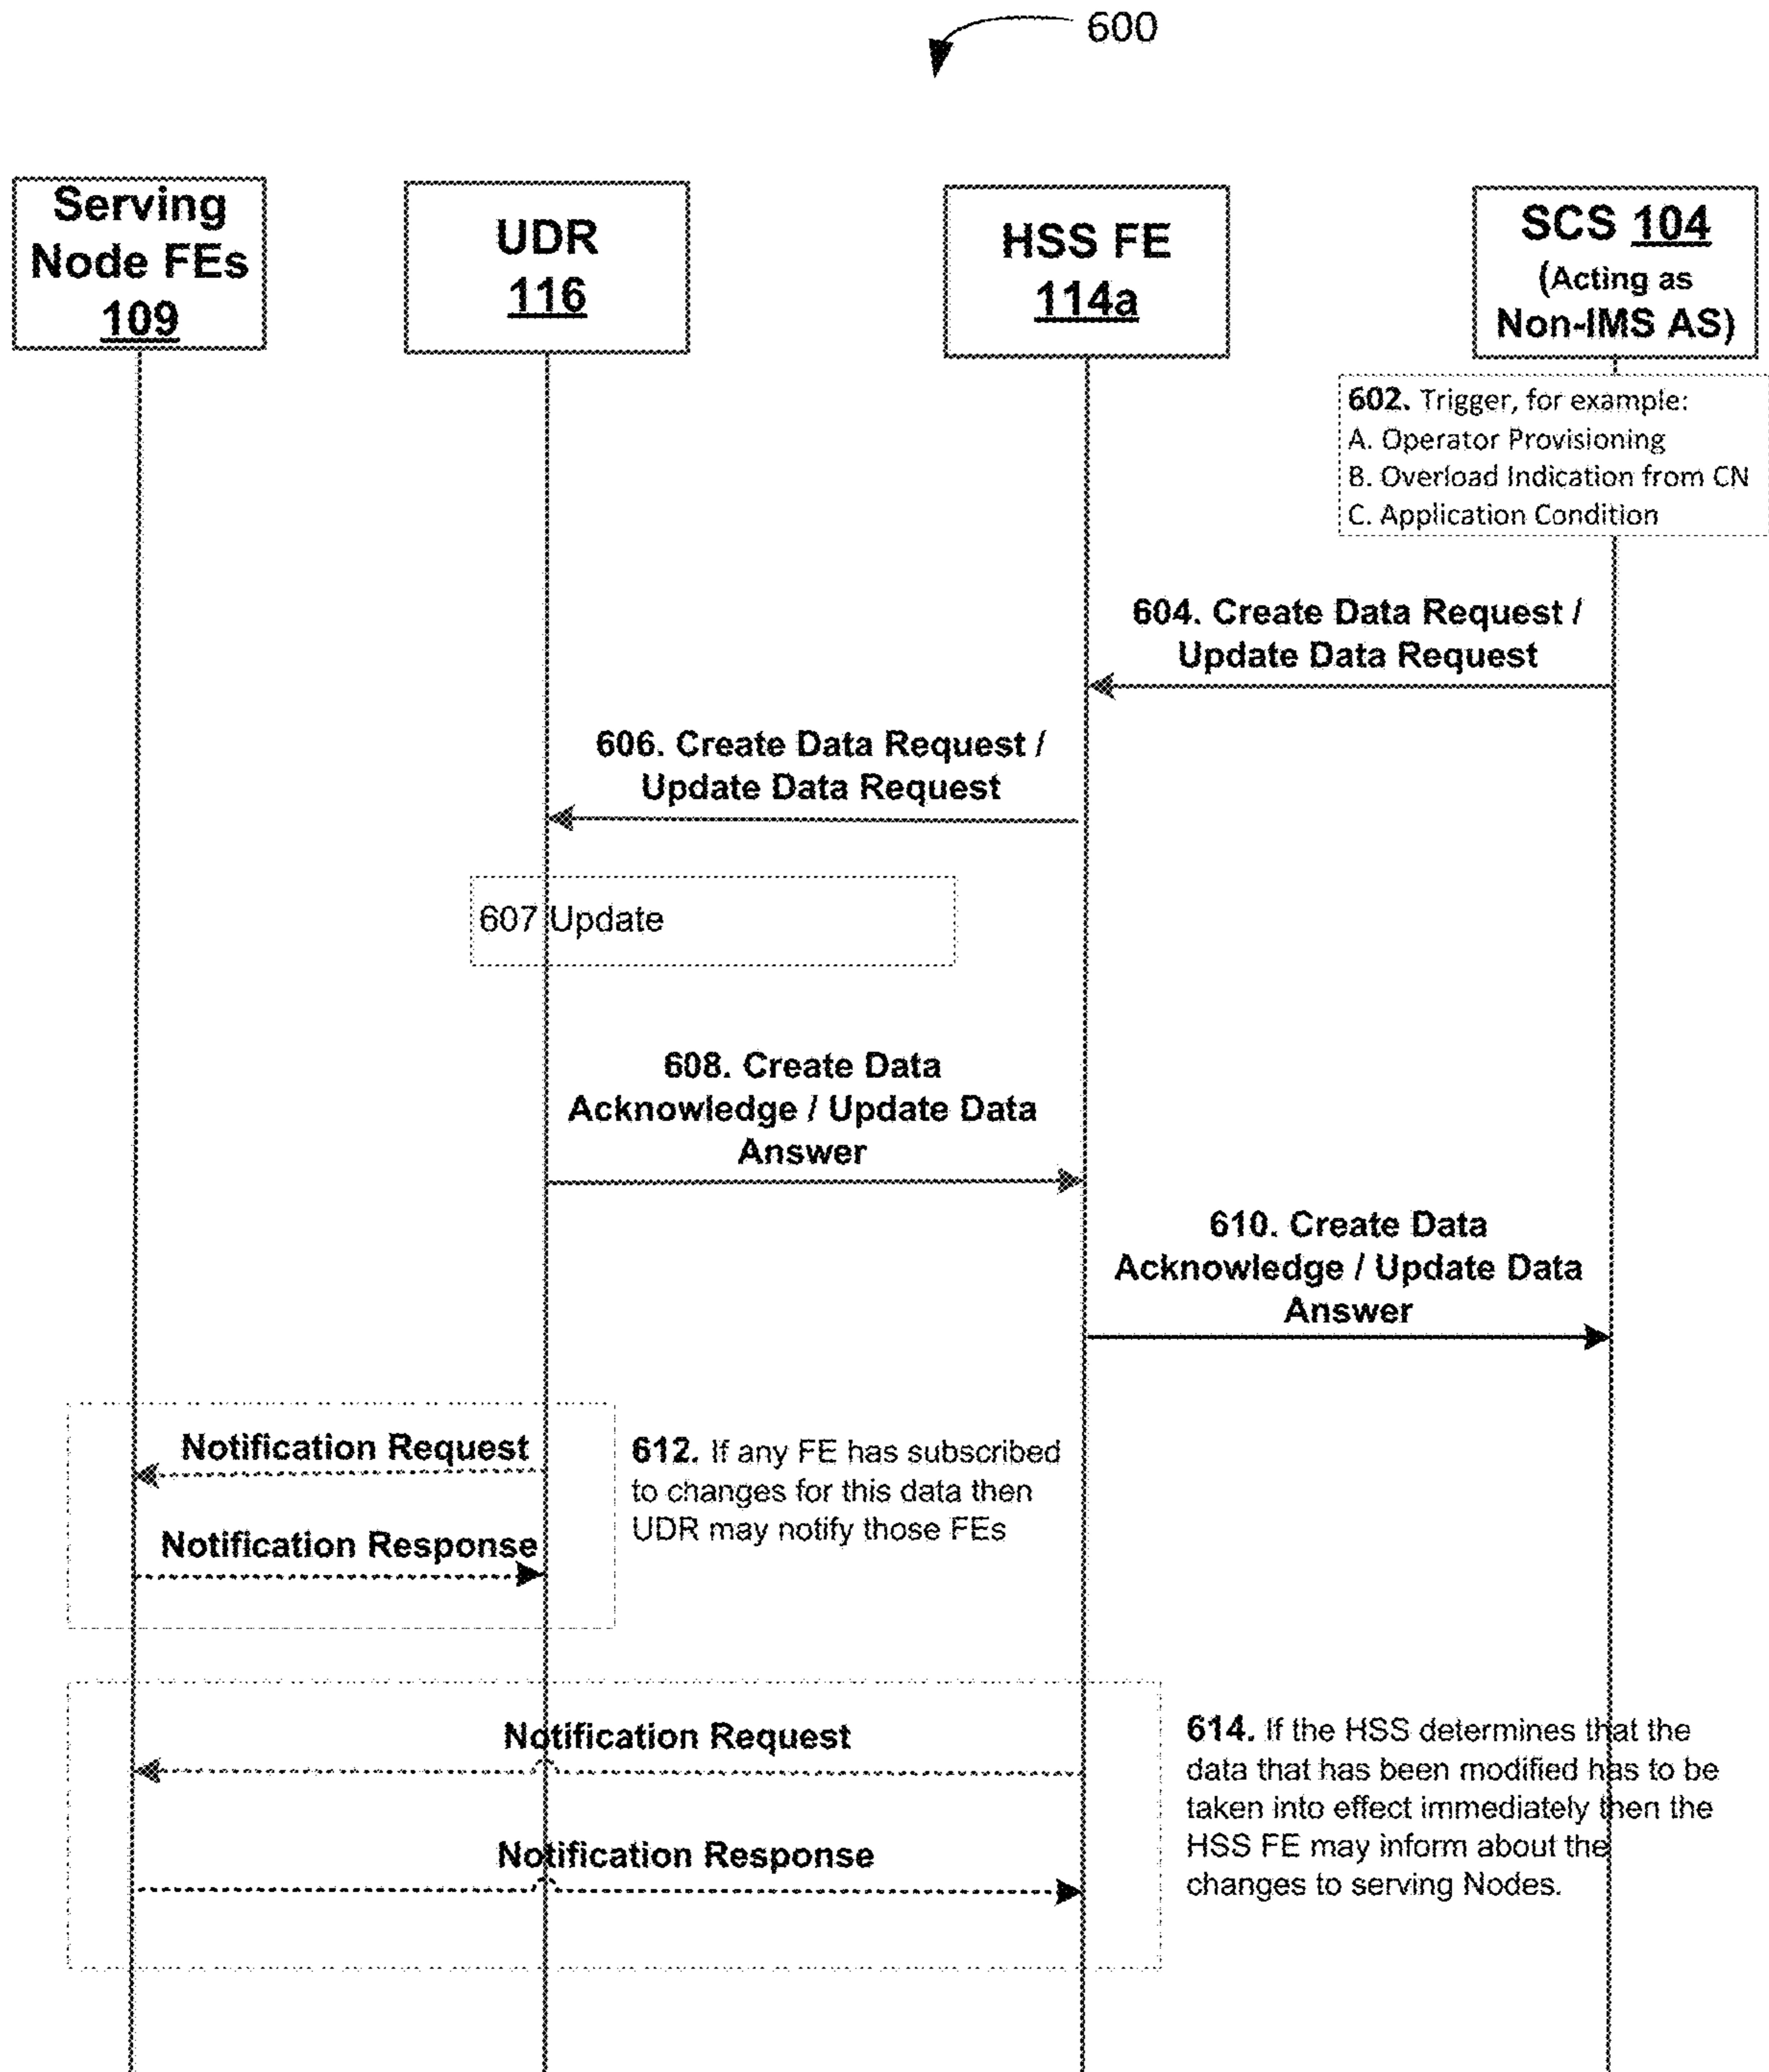 600
Serving
Node FEs
109
UDR
116
HSS FE
114a
SCS 104
(Acting as
Non-IMS AS)
602. Trigger, for example:
A. Operator Provisioning
B. Overload Indication from CN
C. Application Condition
604. Create Data Request /
Update Data Request
606. Create Data Request /
Update Data Request
607 Update
608. Create Data
Acknowledge / Update Data
Answer
610. Create Data
Acknowledge / Update Data
Answer
Notification Request
Notification Response
612. If any FE has subscribed
to changes for this data then
UDR may notify those FEs
Notification Request
Notification Response
614. If the HSS determines that the
data that has been modified has to be
taken into effect immediately then the
HSS FE may inform about the
changes to serving Nodes.